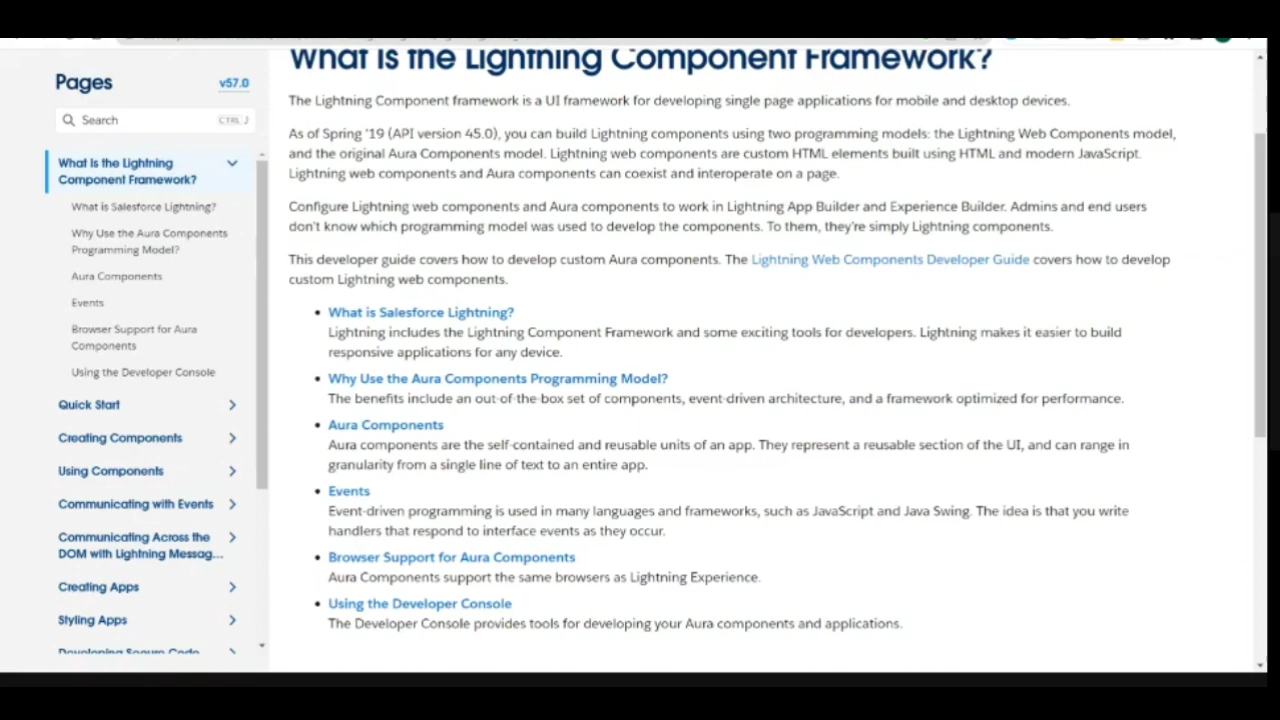 What Is the Lightning Component Framework?
Pages
v57.0
Search
CTRL J
What Is the Lightning
Component Framework?
What is Salesforce Lightning?
Why Use the Aura Components
Programming Model?
Aura Components
Events
Browser Support for Aura
Components
Using the Developer Console
Quick Start
Creating Components
Using Components
Communicating with Events
Communicating Across the
DOM with Lightning Messag...
Creating Apps
Styling Apps
Developing Secure Code
The Lightning Component framework is a UI framework for developing single page applications for mobile and desktop devices.
As of Spring '19 (API version 45.0), you can build Lightning components using two programming models: the Lightning Web Components model,
and the original Aura Components model. Lightning web components are custom HTML elements built using HTML and modern JavaScript.
Lightning web components and Aura components can coexist and interoperate on a page.
Configure Lightning web components and Aura components to work in Lightning App Builder and Experience Builder. Admins and end users
don't know which programming model was used to develop the components. To them, they're simply Lightning components.
This developer guide covers how to develop custom Aura components. The Lightning Web Components Developer Guide covers how to develop
custom Lightning web components.
• What is Salesforce Lightning?
Lightning includes the Lightning Component Framework and some exciting tools for developers. Lightning makes it easier to build
responsive applications for any device.
• Why Use the Aura Components Programming Model?
The benefits include an out-of-the-box set of components, event-driven architecture, and a framework optimized for performance.
• Aura Components
Aura components are the self-contained and reusable units of an app. They represent a reusable section of the UI, and can range in
granularity from a single line of text to an entire app.
• Events
Event-driven programming is used in many languages and frameworks, such as JavaScript and Java Swing. The idea is that you write
handlers that respond to interface events as they occur.
• Browser Support for Aura Components
Aura Components support the same browsers as Lightning Experience.
• Using the Developer Console
The Developer Console provides tools for developing your Aura components and applications.